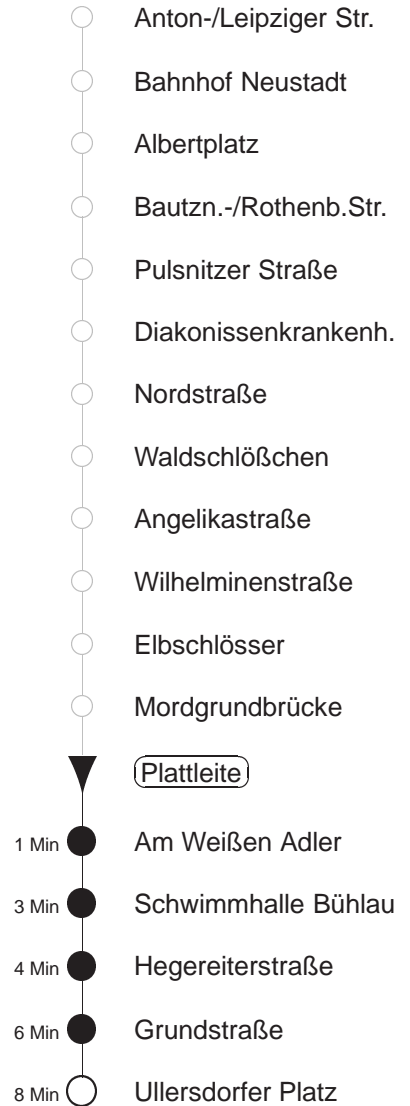 Anton-/Leipziger Str.
Bahnhof Neustadt
Albertplatz
Bautzn.-/Rothenb.Str.
Pulsnitzer Straße
Diakonissenkrankenh.
Nordstraße
Waldschlößchen
Angelikastraße
Wilhelminenstraße
Elbschlösser
Mordgrundbrücke
Plattleite
1 Min Am Weißen Adler
3 Min Schwimmhalle Bühlau
4 Min Hegereiterstraße
6 Min Grundstraße
8 Min Ullersdorfer Platz